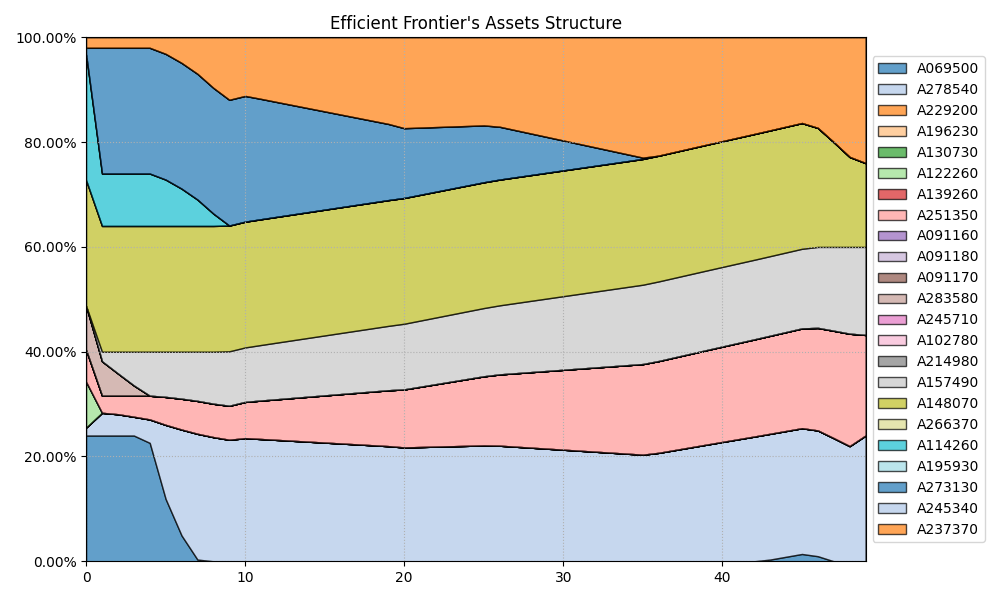 Efficient Frontier's Assets Structure
100.00%
80.00%
60.00%
40.00%
20.00%
0.00%
0
10
20
30
40
A069500
A278540
A229200
A196230
A130730
A122260
A139260
A251350
A091160
A091180
A091170
A283580
A245710
A102780
A214980
A157490
A148070
A266370
A114260
A195930
A273130
A245340
A237370